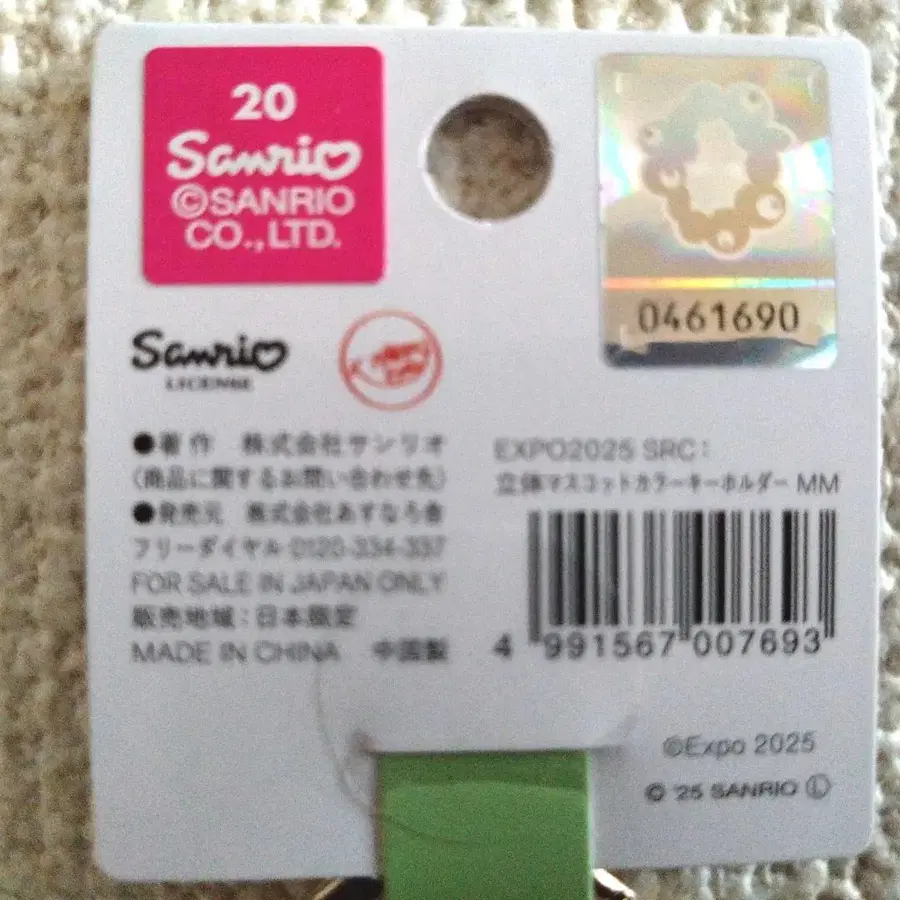 20
Sanrio
©SANRIO
CO., LTD.
0461690
Sanrio
LICENSE
●著作 株式会社サンリオ
(商品に関するお問い合わせ先)
●発売元 株式会社あすなろ舎
フリーダイヤル 0120-334-337
FOR SALE IN JAPAN ONLY
販売地域:日本限定
MADE IN CHINA 中国製
EXPO2025 SRC:
立体マスコットカラーキーホルダー MM
4 991567 007693
©Expo 2025
© '25 SANRIO Ⓛ